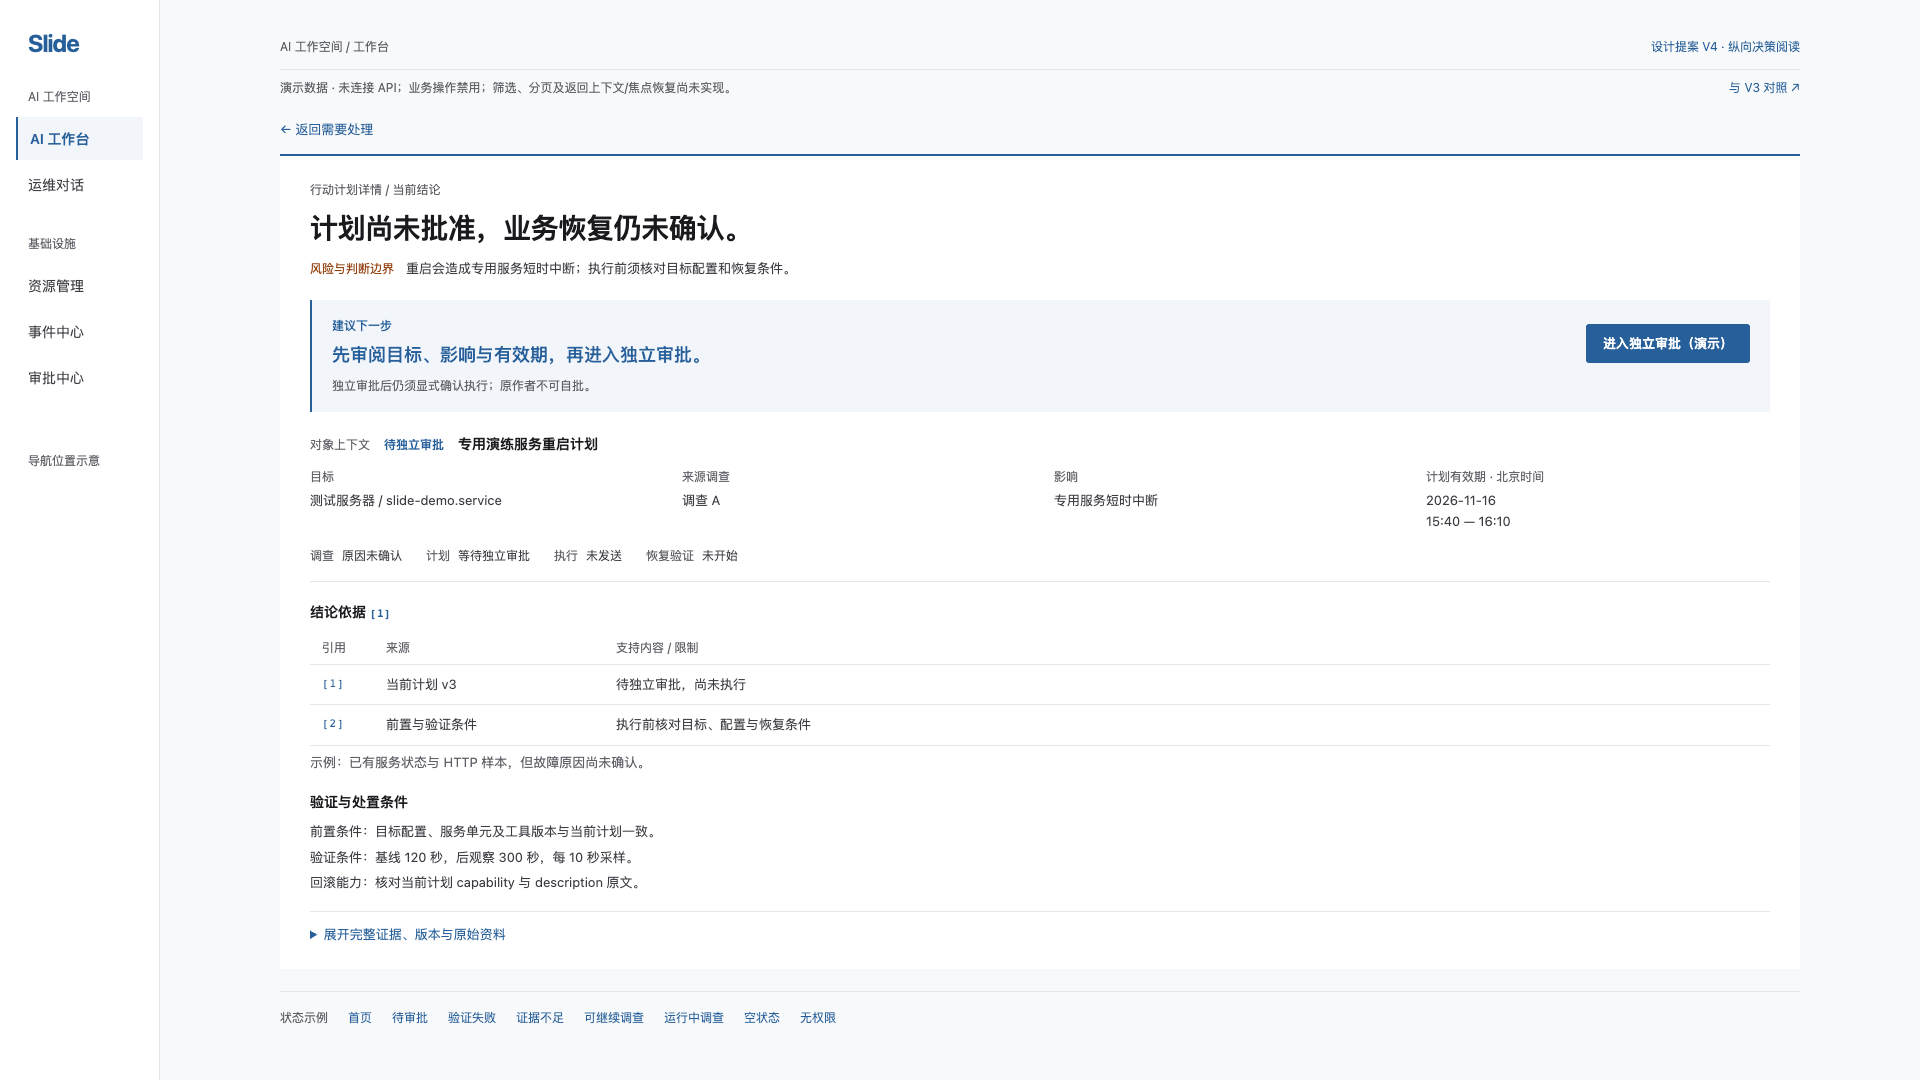 Slide
AI 工作空间
AI 工作台
运维对话
基础设施
资源管理
事件中心
审批中心
导航位置示意
AI 工作空间 / 工作台
设计提案 V4 · 纵向决策阅读
演示数据 · 未连接 API；业务操作禁用；筛选、分页及返回上下文/焦点恢复尚未实现。
与 V3 对照 ↗
← 返回需要处理
行动计划详情 / 当前结论
计划尚未批准，业务恢复仍未确认。
风险与判断边界 重启会造成专用服务短时中断；执行前须核对目标配置和恢复条件。
建议下一步
先审阅目标、影响与有效期，再进入独立审批。
独立审批后仍须显式确认执行；原作者不可自批。
进入独立审批（演示）
对象上下文 待独立审批 专用演练服务重启计划
目标
测试服务器 / slide-demo.service
来源调查
调查 A
影响
专用服务短时中断
计划有效期 · 北京时间
2026-11-16
15:40 — 16:10
调查 原因未确认 计划 等待独立审批 执行 未发送 恢复验证 未开始
结论依据 [1]
引用 来源 支持内容 / 限制
[1] 当前计划 v3 待独立审批，尚未执行
[2] 前置与验证条件 执行前核对目标、配置与恢复条件
示例：已有服务状态与 HTTP 样本，但故障原因尚未确认。
验证与处置条件
前置条件：目标配置、服务单元及工具版本与当前计划一致。
验证条件：基线 120 秒，后观察 300 秒，每 10 秒采样。
回滚能力：核对当前计划 capability 与 description 原文。
▶ 展开完整证据、版本与原始资料
状态示例 首页 待审批 验证失败 证据不足 可继续调查 运行中调查 空状态 无权限